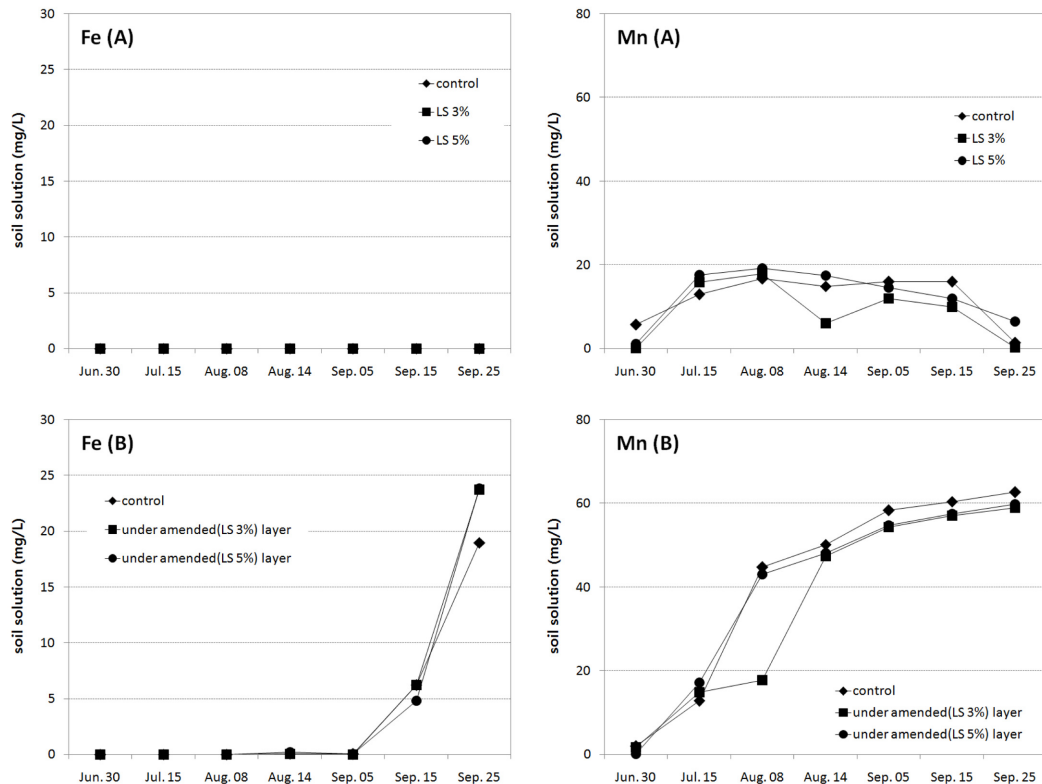 Fe (A)
30
25
20
15
10
5
0
soil solution (mg/L)
control
LS 3%
LS 5%
Jun. 30 Jul. 15 Aug. 08 Aug. 14 Sep. 05 Sep. 15 Sep. 25
Mn (A)
80
60
40
20
0
soil solution (mg/L)
control
LS 3%
LS 5%
Jun. 30 Jul. 15 Aug. 08 Aug. 14 Sep. 05 Sep. 15 Sep. 25
Fe (B)
30
25
20
15
10
5
0
soil solution (mg/L)
control
under amended(LS 3%) layer
under amended(LS 5%) layer
Jun. 30 Jul. 15 Aug. 08 Aug. 14 Sep. 05 Sep. 15 Sep. 25
Mn (B)
80
60
40
20
0
soil solution (mg/L)
control
under amended(LS 3%) layer
under amended(LS 5%) layer
Jun. 30 Jul. 15 Aug. 08 Aug. 14 Sep. 05 Sep. 15 Sep. 25